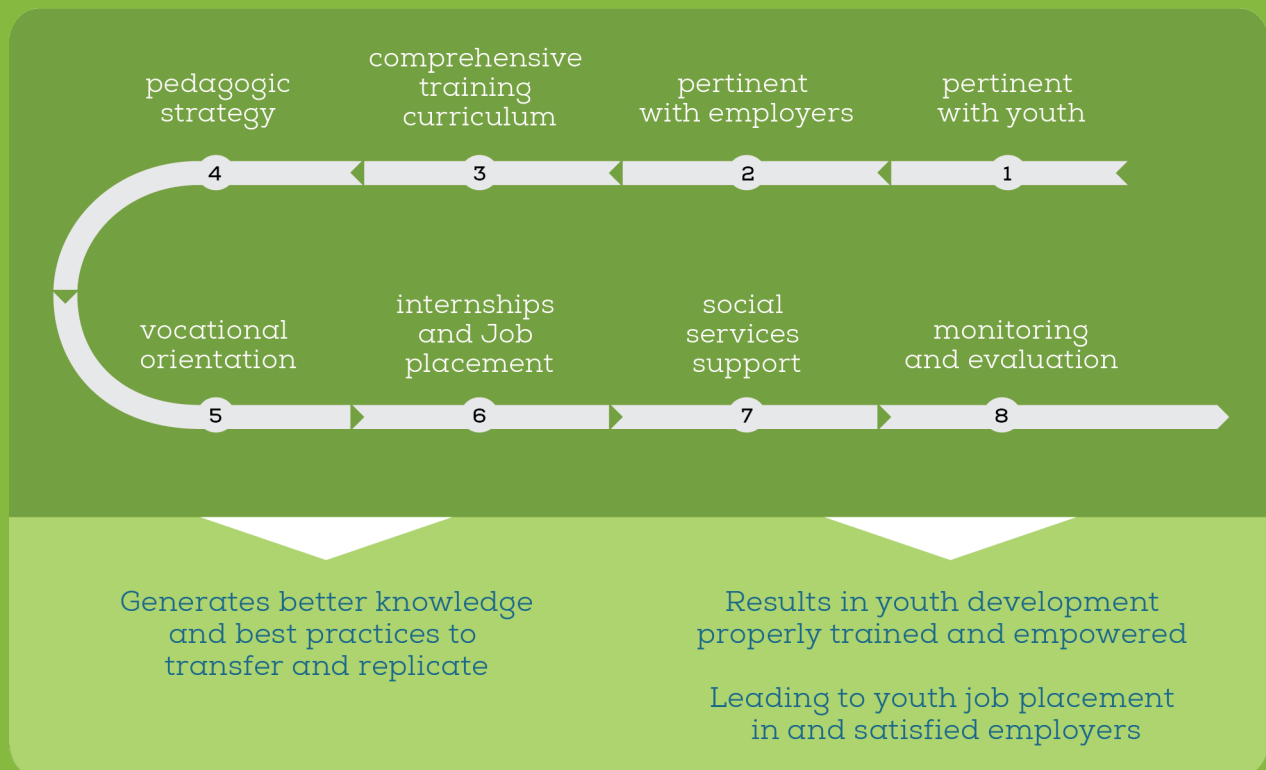 pertinent
with youth
1
pertinent
with employers
2
comprehensive
training
curriculum
3
pedagogic
strategy
4
vocational
orientation
5
internships
and Job
placement
6
social
services
support
7
monitoring
and evaluation
8
Generates better knowledge
and best practices to
transfer and replicate
Results in youth development
properly trained and empowered
Leading to youth job placement
in and satisfied employers